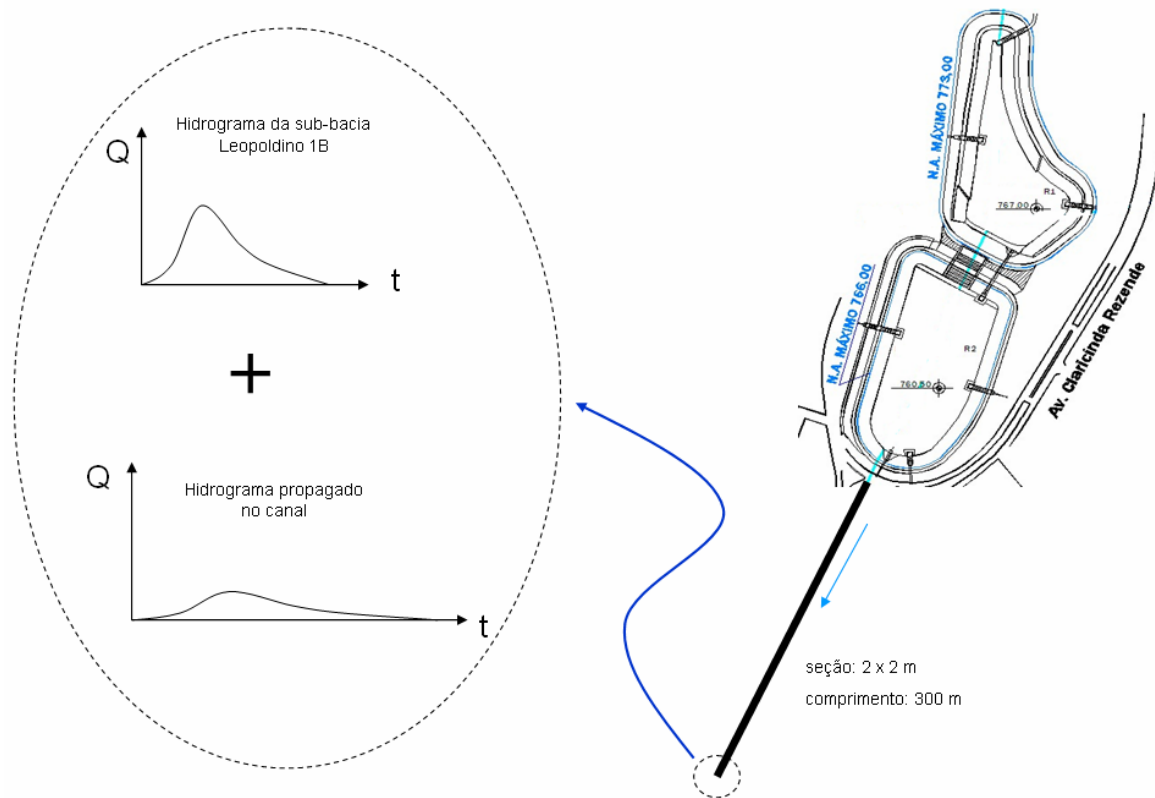 Hidrograma da sub-bacia
Leopoldino 1B
Q
t
+
Hidrograma propagado
no canal
Q
t
N.A. MÁXIMO 773,00
R1
767,00
N.A. MÁXIMO 766,00
R2
760,50
Av. Claricinda Rezende
seção: 2 x 2 m
comprimento: 300 m